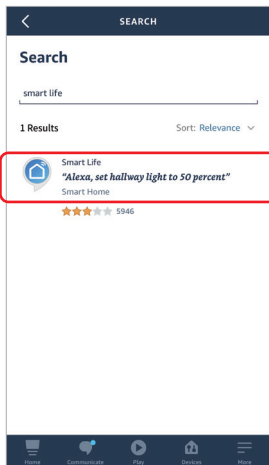 SEARCH
Search
smart life
1 Results Sort: Relevance
Smart Life
"Alexa, set hallway light to 50 percent"
Smart Home
5946
Home Communicate Play Devices More